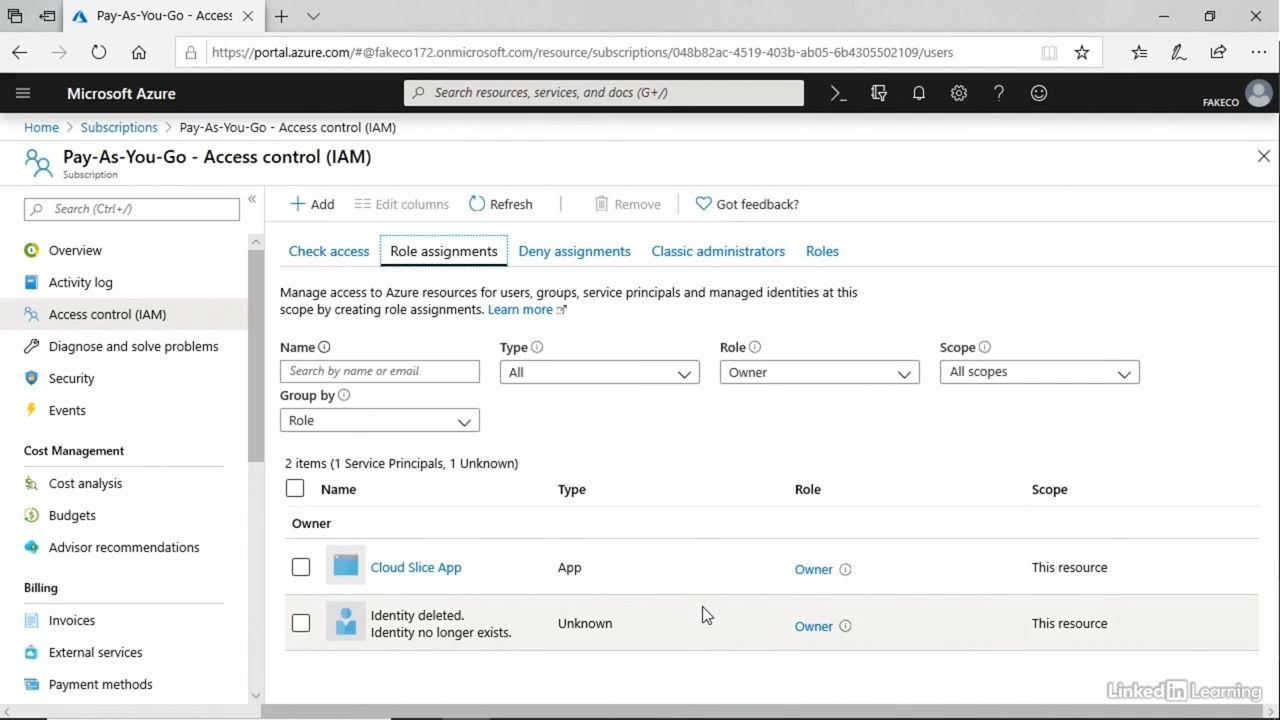 Pay-As-You-Go - Access
https://portal.azure.com/#@fakeco172.onmicrosoft.com/resource/subscriptions/048b82ac-4519-403b-ab05-6b4305502109/users
Microsoft Azure
Search resources, services, and docs (G+/)
FAKECO
Home > Subscriptions > Pay-As-You-Go - Access control (IAM)
Pay-As-You-Go - Access control (IAM)
Subscription
Search (Ctrl+/)
Overview
Activity log
Access control (IAM)
Diagnose and solve problems
Security
Events
Cost Management
Cost analysis
Budgets
Advisor recommendations
Billing
Invoices
External services
Payment methods
Add Edit columns Refresh Remove Got feedback?
Check access Role assignments Deny assignments Classic administrators Roles
Manage access to Azure resources for users, groups, service principals and managed identities at this
scope by creating role assignments. Learn more
Name Type Role Scope
Search by name or email All Owner All scopes
Group by
Role
2 items (1 Service Principals, 1 Unknown)
Name Type Role Scope
Owner
Cloud Slice App App Owner This resource
Identity deleted.
Identity no longer exists. Unknown Owner This resource
Linked in Learning